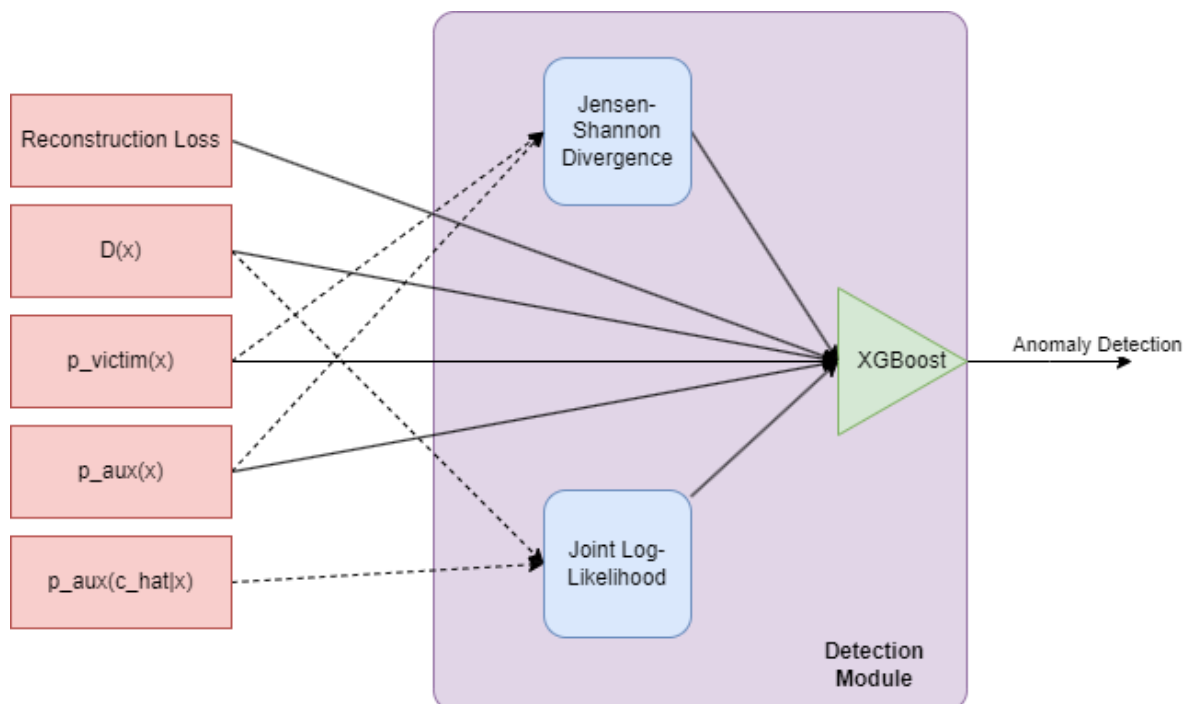 Reconstruction Loss
D(x)
p_victim(x)
p_aux(x)
p_aux(c_hat|x)
Jensen-
Shannon
Divergence
Joint Log-
Likelihood
XGBoost
Anomaly Detection
Detection
Module